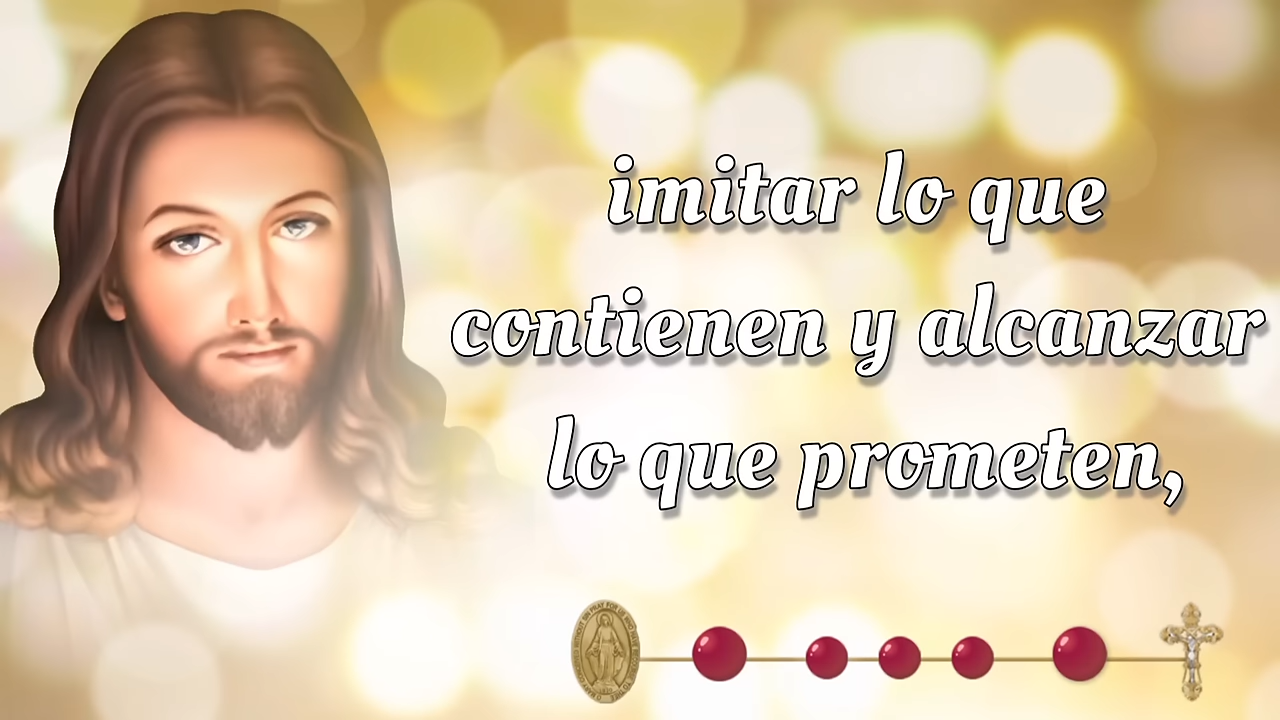 imitar lo que
contienen y alcanzar
lo que prometen,